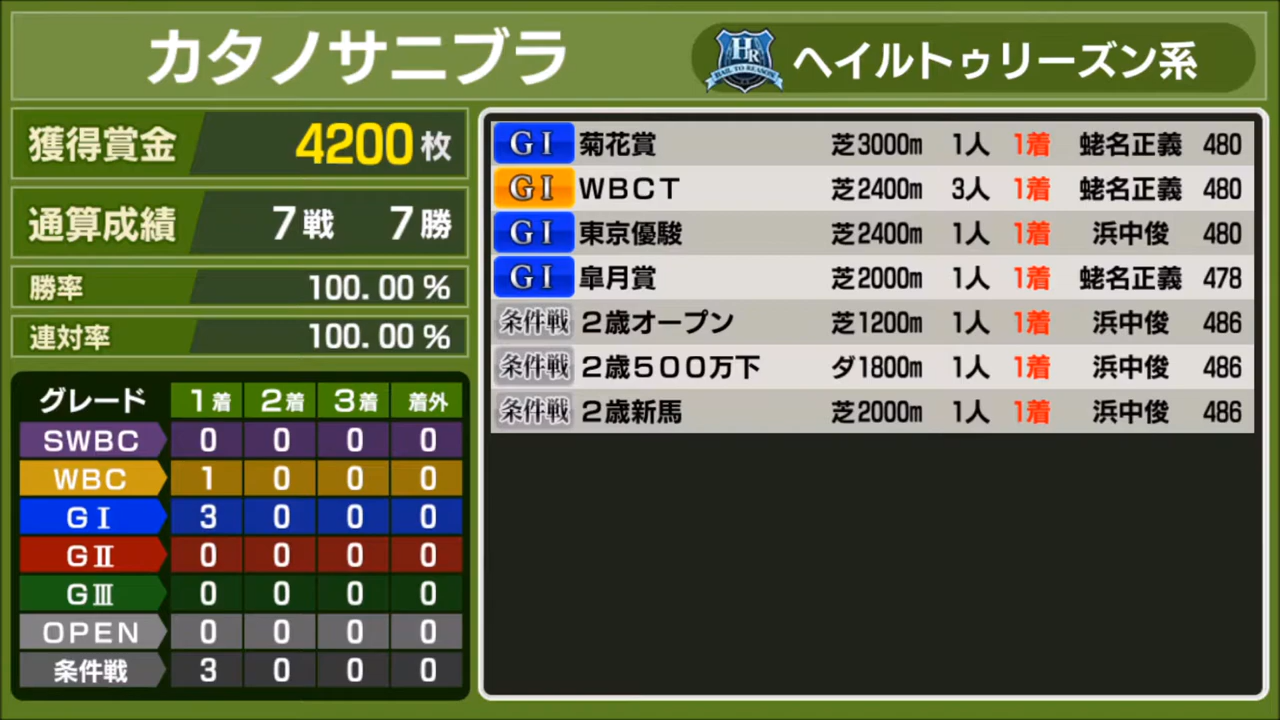 カタノサニブラ
HR
HAIL TO REASON
ヘイルトゥリーズン系
獲得賞金 4200枚
通算成績 7戦 7勝
勝率 100.00%
連対率 100.00%
グレード 1着 2着 3着 着外
SWBC 0 0 0 0
WBC 1 0 0 0
GⅠ 3 0 0 0
GⅡ 0 0 0 0
GⅢ 0 0 0 0
OPEN 0 0 0 0
条件戦 3 0 0 0
GⅠ 菊花賞 芝3000m 1人 1着 蛯名正義 480
GⅠ WBCT 芝2400m 3人 1着 蛯名正義 480
GⅠ 東京優駿 芝2400m 1人 1着 浜中俊 480
GⅠ 皐月賞 芝2000m 1人 1着 蛯名正義 478
条件戦 2歳オープン 芝1200m 1人 1着 浜中俊 486
条件戦 2歳500万下 ダ1800m 1人 1着 浜中俊 486
条件戦 2歳新馬 芝2000m 1人 1着 浜中俊 486